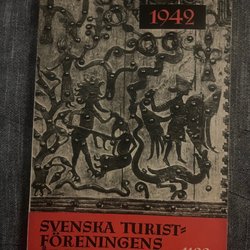 1942
SVENSKA TURIST=
FÖRENINGENS